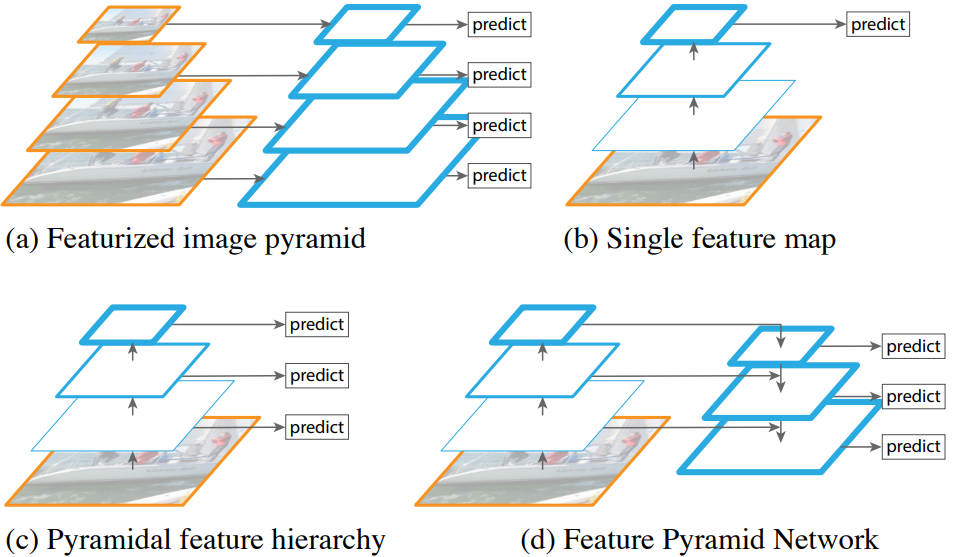 predict
predict
predict
predict
(a) Featurized image pyramid
predict
(b) Single feature map
predict
predict
predict
(c) Pyramidal feature hierarchy
predict
predict
predict
(d) Feature Pyramid Network